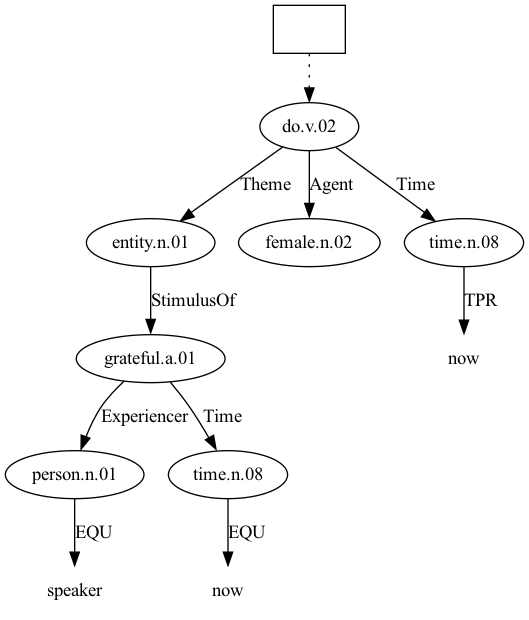 do.v.02
Theme Agent Time
entity.n.01 female.n.02 time.n.08
StimulusOf TPR
grateful.a.01 now
Experiencer Time
person.n.01 time.n.08
EQU EQU
speaker now